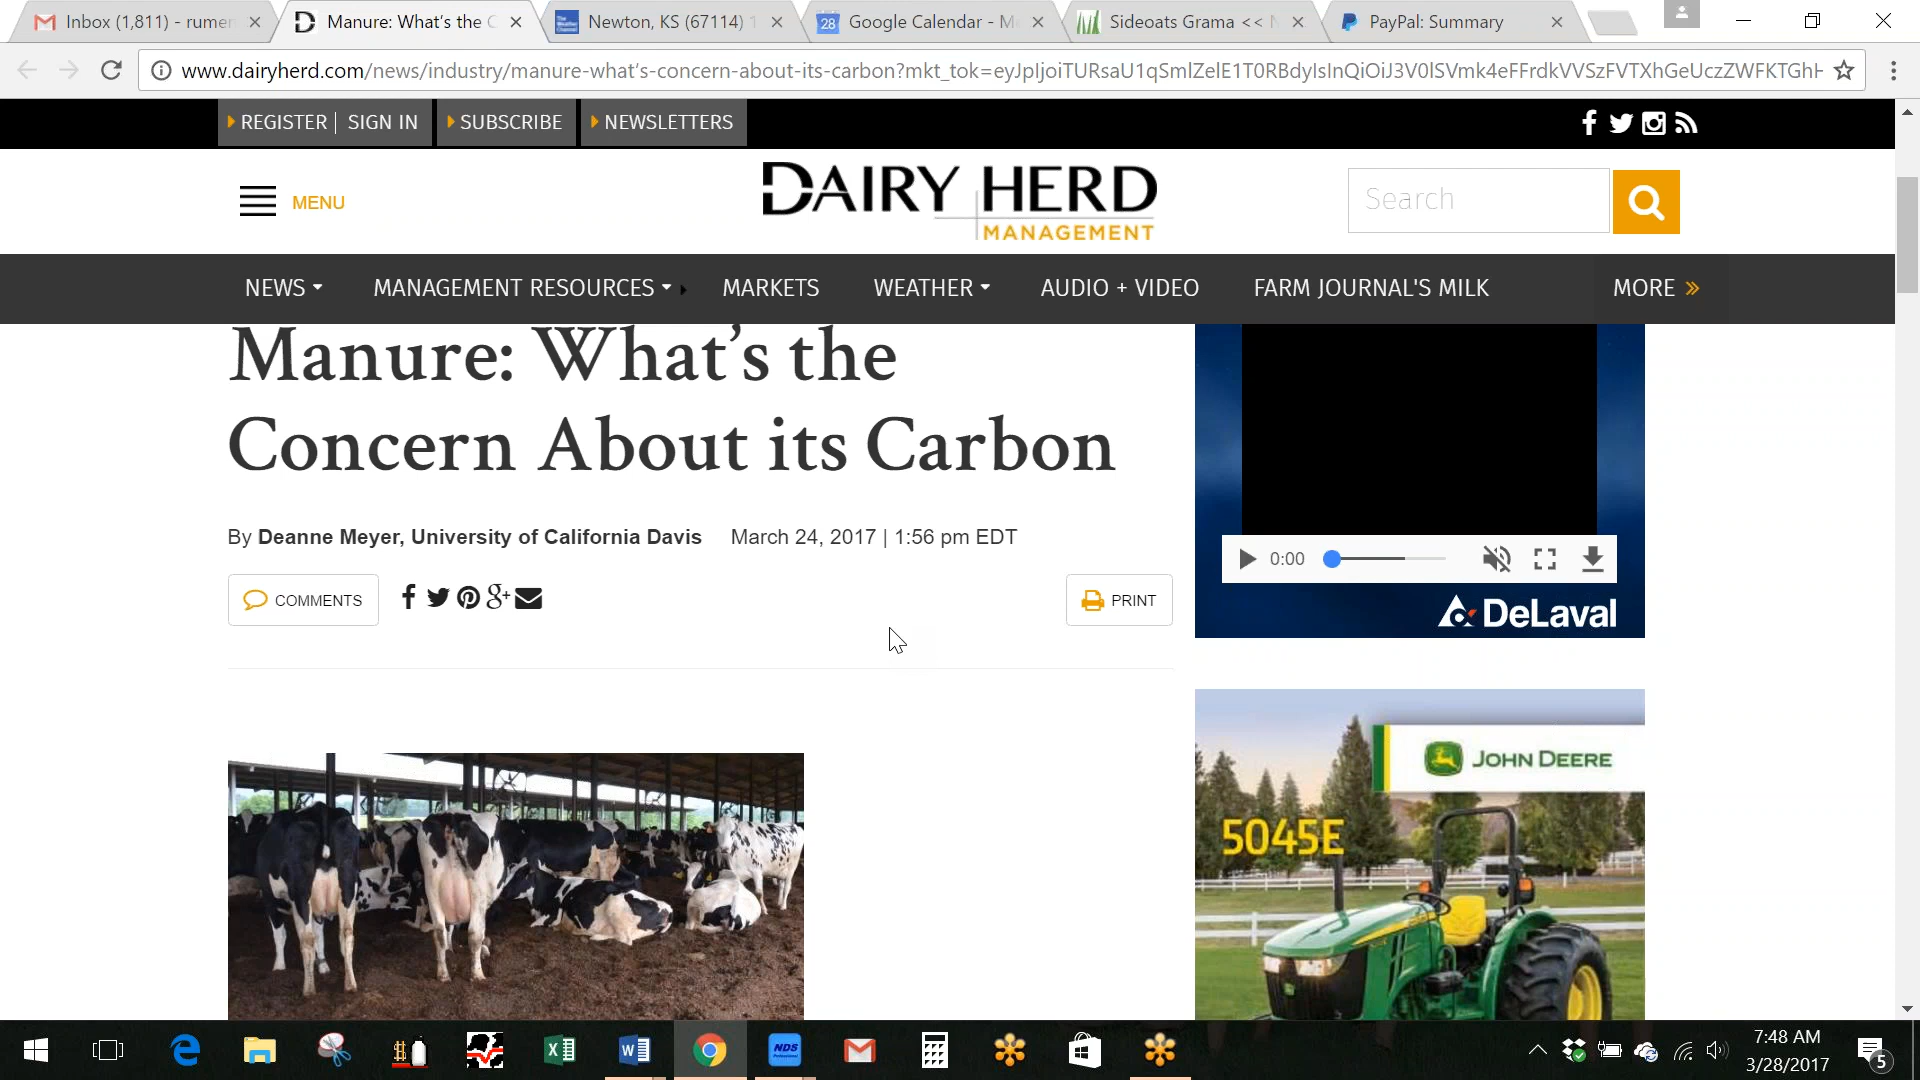 Inbox (1,811) - rumen
Manure: What's the C
Newton, KS (67114) 1
28
Google Calendar - M
Sideoats Grama << N
PayPal: Summary
www.dairyherd.com/news/industry/manure-what's-concern-about-its-carbon?mkt_tok=
REGISTER | SIGN IN
SUBSCRIBE
NEWSLETTERS
MENU
DAIRY HERD
MANAGEMENT
Search
NEWS
MANAGEMENT RESOURCES
MARKETS
WEATHER
AUDIO + VIDEO
FARM JOURNAL'S MILK
MORE »
Manure: What’s the
Concern About its Carbon
By Deanne Meyer, University of California Davis March 24, 2017 | 1:56 pm EDT
COMMENTS
PRINT
0:00
DeLaval
JOHN DEERE
5045E
NDS
7:48 AM
3/28/2017
5